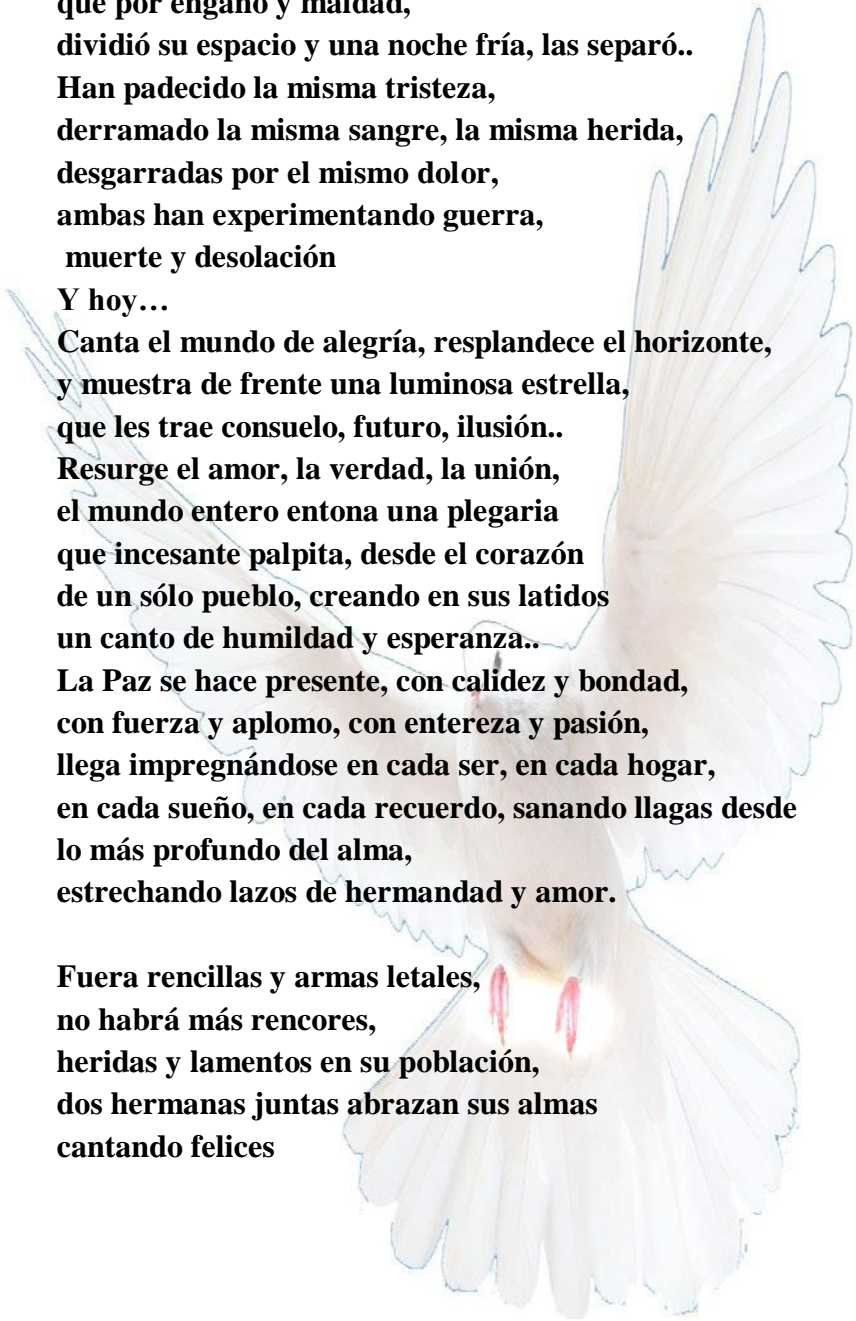 que por engaño y maldad,
dividió su espacio y una noche fría, las separó..
Han padecido la misma tristeza,
derramado la misma sangre, la misma herida,
desgarradas por el mismo dolor,
ambas han experimentando guerra,
muerte y desolación
Y hoy…
Canta el mundo de alegría, resplandece el horizonte,
y muestra de frente una luminosa estrella,
que les trae consuelo, futuro, ilusión..
Resurge el amor, la verdad, la unión,
el mundo entero entona una plegaria
que incesante palpita, desde el corazón
de un sólo pueblo, creando en sus latidos
un canto de humildad y esperanza..
La Paz se hace presente, con calidez y bondad,
con fuerza y aplomo, con entereza y pasión,
llega impregnándose en cada ser, en cada hogar,
en cada sueño, en cada recuerdo, sanando llagas desde
lo más profundo del alma,
estrechando lazos de hermandad y amor.
Fuera rencillas y armas letales,
no habrá más rencores,
heridas y lamentos en su población,
dos hermanas juntas abrazan sus almas
cantando felices